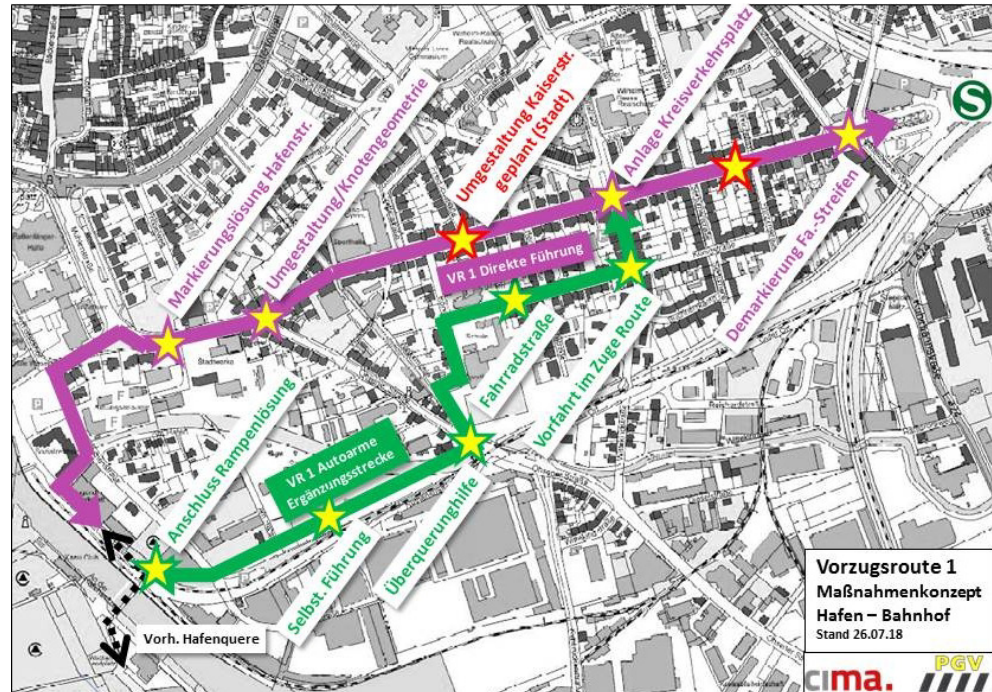 Markierungslösung Hafenstr.
Umgestaltung/Knotengeometrie
Umgestaltung Kaiserstr.
geplant (Stadt)
Anlage Kreisverkehrsplatz
S
VR 1 Direkte Führung
Demarkierung Fa.-Streifen
Vorfahrt im Zuge Route
Fahrradstraße
Stadtwerke
Anschluss Rampenlösung
VR 1 Autoarme
Ergänzungsstrecke
Selbst. Führung
Überquerunghilfe
Vorh. Hafenquere
Vorzugsroute 1
Maßnahmenkonzept
Hafen – Bahnhof
Stand 26.07.18
cima.
PGV